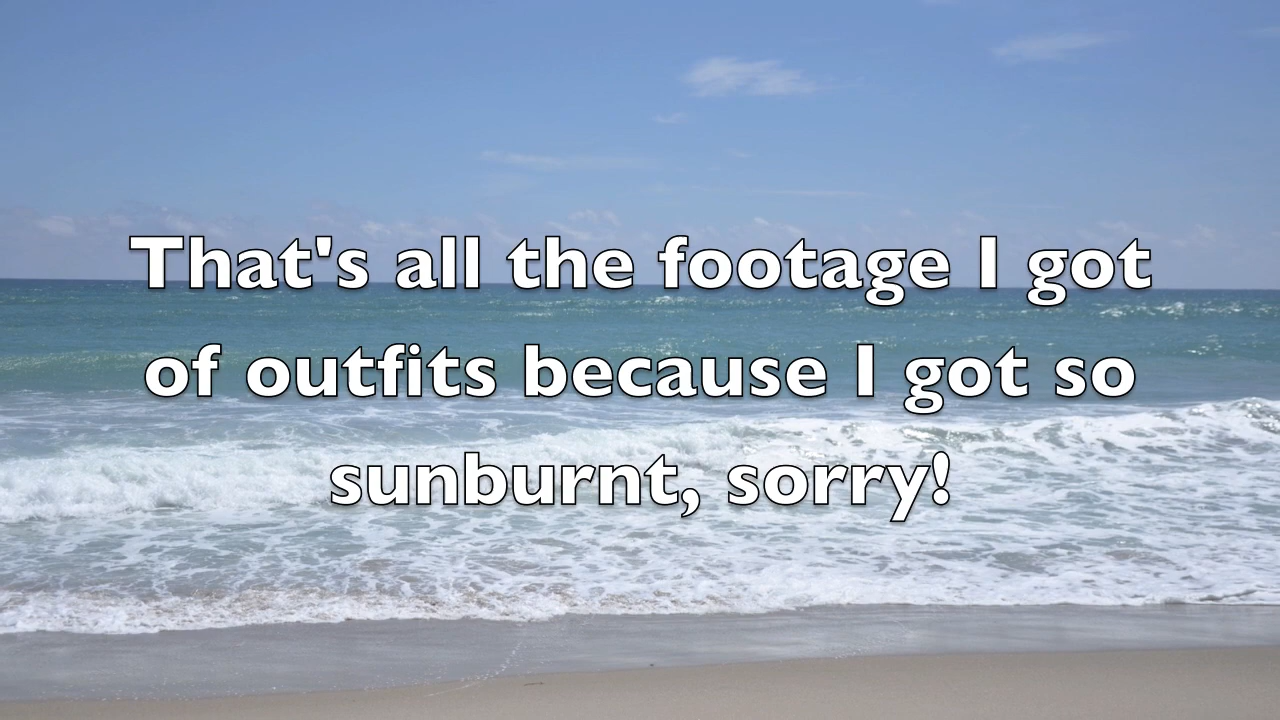 That's all the footage I got
of outfits because I got so
sunburnt, sorry!